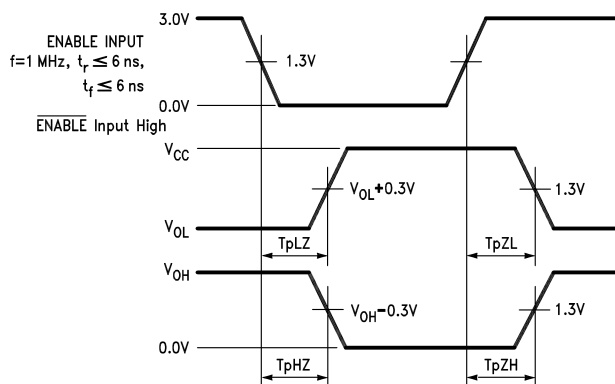 3.0V
ENABLE INPUT
f=1 MHz, tr ≤ 6 ns,
tf ≤ 6 ns
1.3V
0.0V
ENABLE Input High
VCC
VOL+0.3V
1.3V
VOL
TpLZ
TpZL
VOH
VOH−0.3V
1.3V
0.0V
TpHZ
TpZH